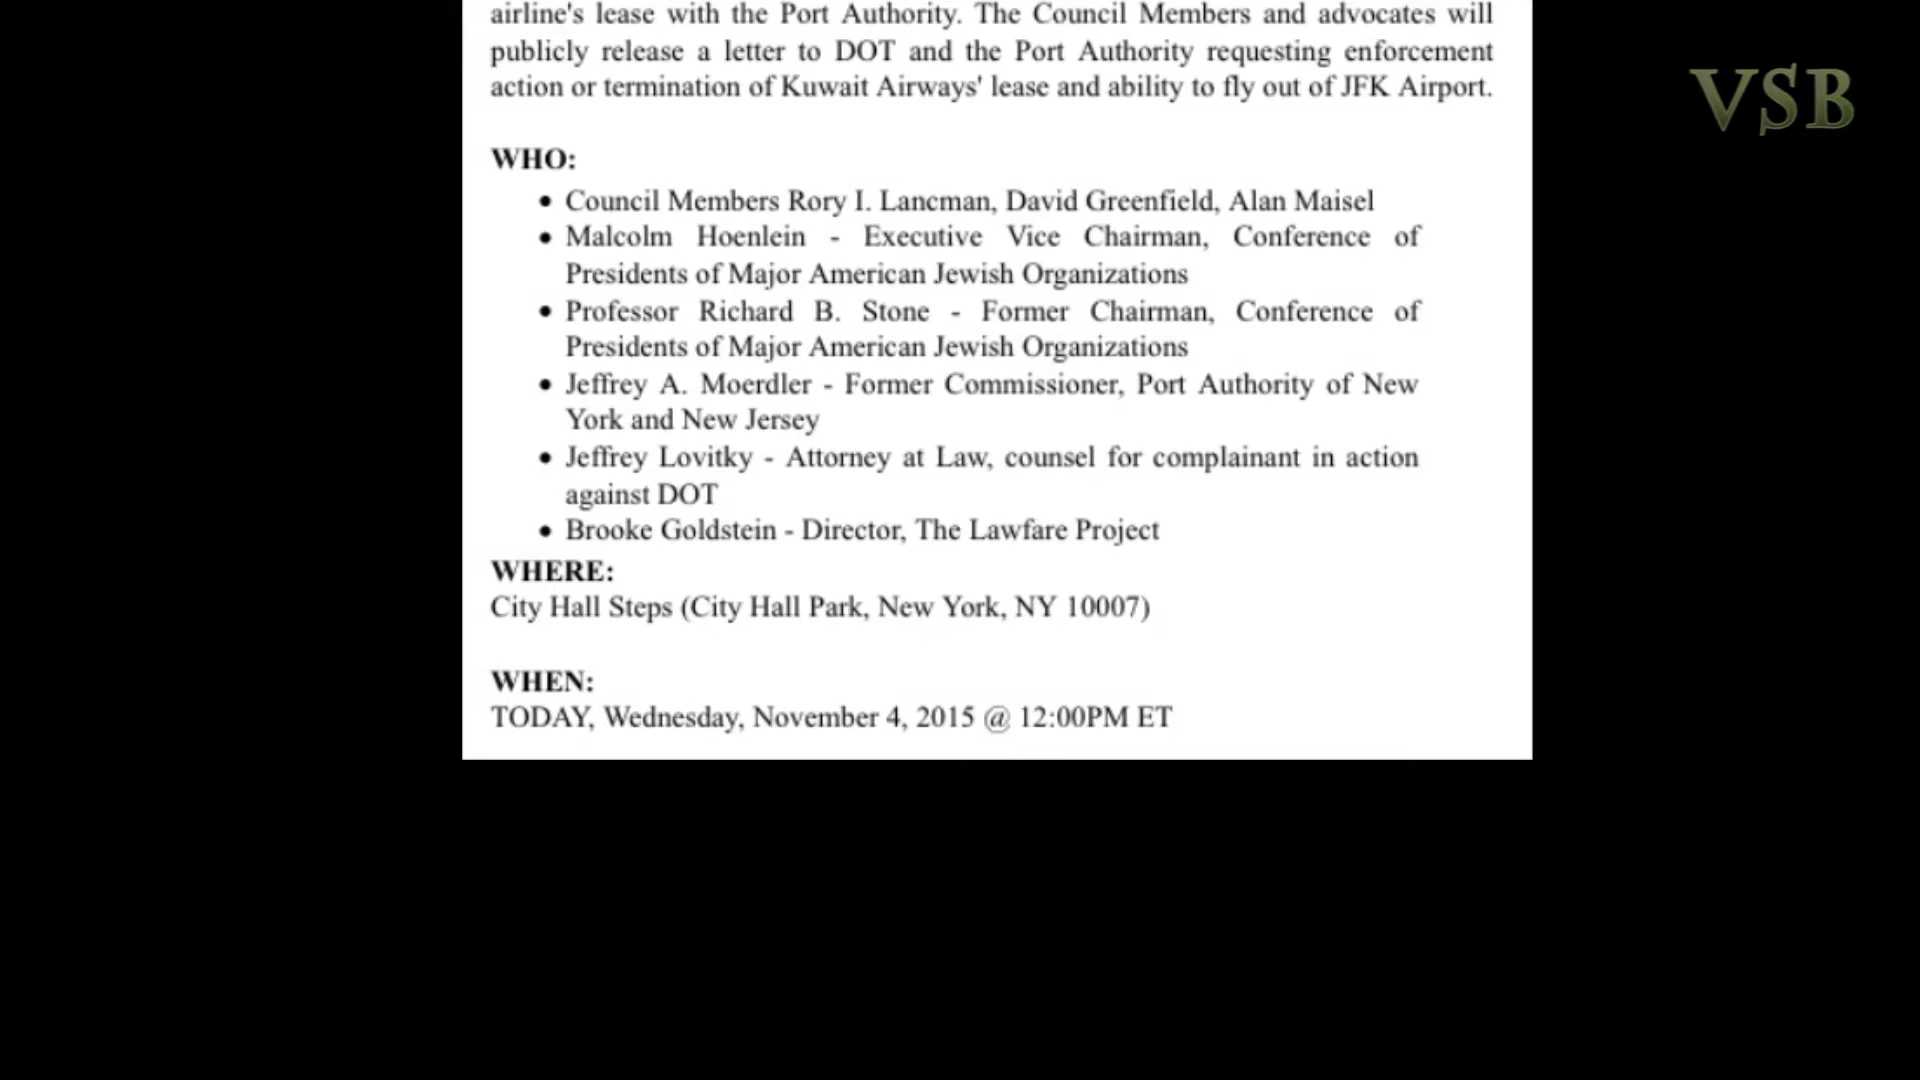 airline's lease with the Port Authority. The Council Members and advocates will
publicly release a letter to DOT and the Port Authority requesting enforcement
action or termination of Kuwait Airways' lease and ability to fly out of JFK Airport.
VSB
WHO:
• Council Members Rory I. Lancman, David Greenfield, Alan Maisel
• Malcolm Hoenlein - Executive Vice Chairman, Conference of
Presidents of Major American Jewish Organizations
• Professor Richard B. Stone - Former Chairman, Conference of
Presidents of Major American Jewish Organizations
• Jeffrey A. Moerdler - Former Commissioner, Port Authority of New
York and New Jersey
• Jeffrey Lovitky - Attorney at Law, counsel for complainant in action
against DOT
• Brooke Goldstein - Director, The Lawfare Project
WHERE:
City Hall Steps (City Hall Park, New York, NY 10007)
WHEN:
TODAY, Wednesday, November 4, 2015 @ 12:00PM ET